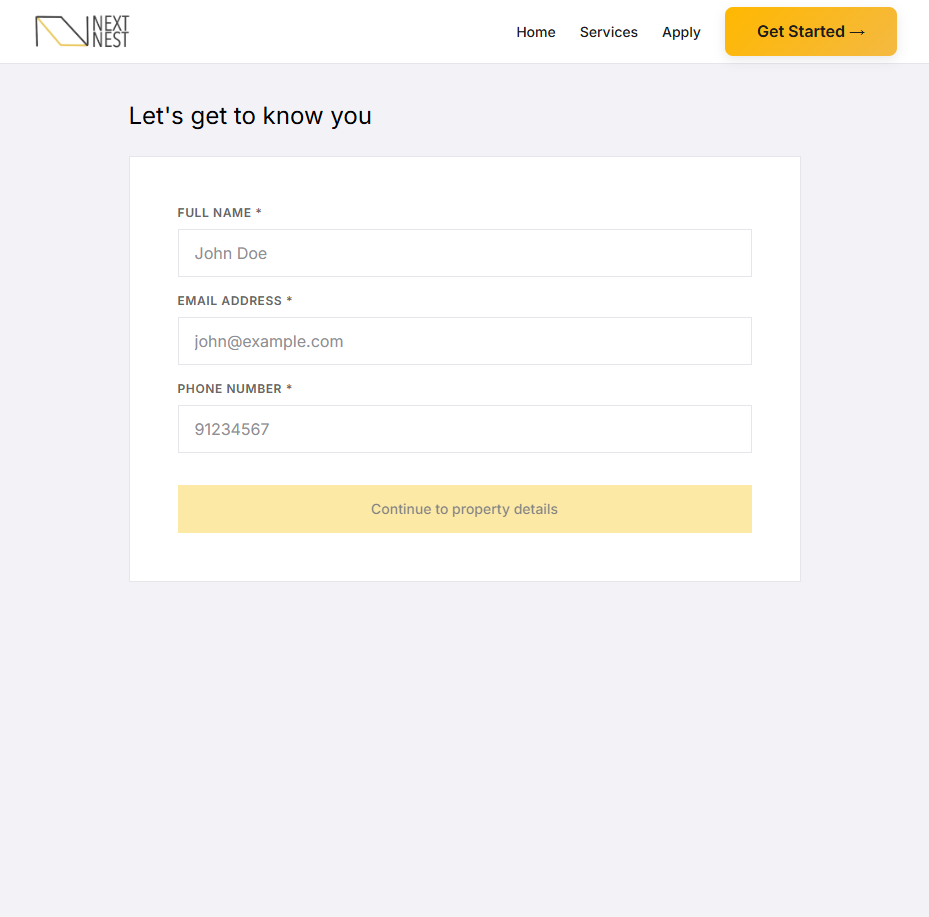 NEXT
NEST
Home
Services
Apply
Get Started →
Let's get to know you
FULL NAME *
John Doe
EMAIL ADDRESS *
john@example.com
PHONE NUMBER *
91234567
Continue to property details